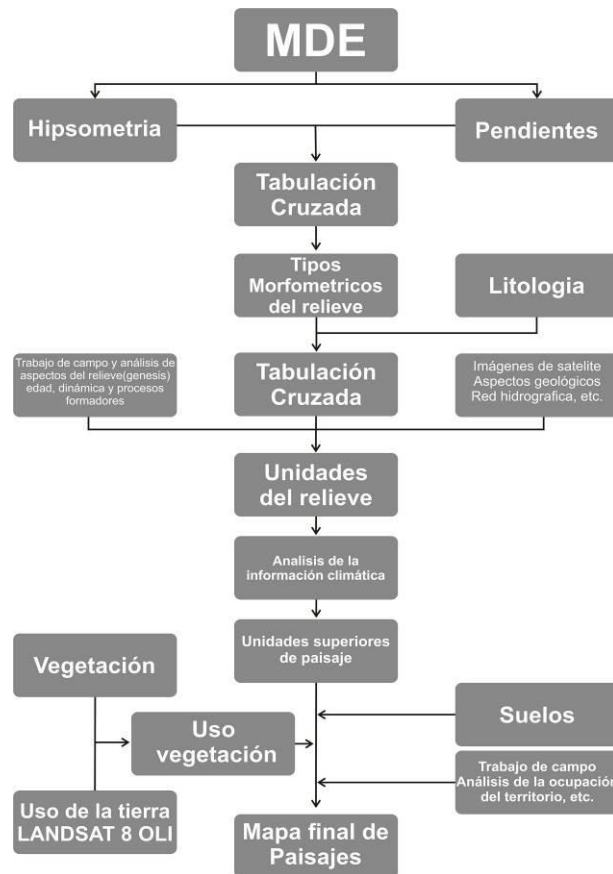 MDE
Hipsometria
Pendientes
Tabulación
Cruzada
Tipos
Morfometricos
del relieve
Litologia
Trabajo de campo y análisis de
aspectos del relieve(genesis)
edad, dinámica y procesos
formadores
Tabulación
Cruzada
Imágenes de satelite
Aspectos geológicos
Red hidrografica, etc.
Unidades
del relieve
Analisis de la
información climática
Unidades superiores
de paisaje
Vegetación
Uso
vegetación
Suelos
Trabajo de campo
Análisis de la ocupación
del territorio, etc.
Uso de la tierra
LANDSAT 8 OLI
Mapa final de
Paisajes